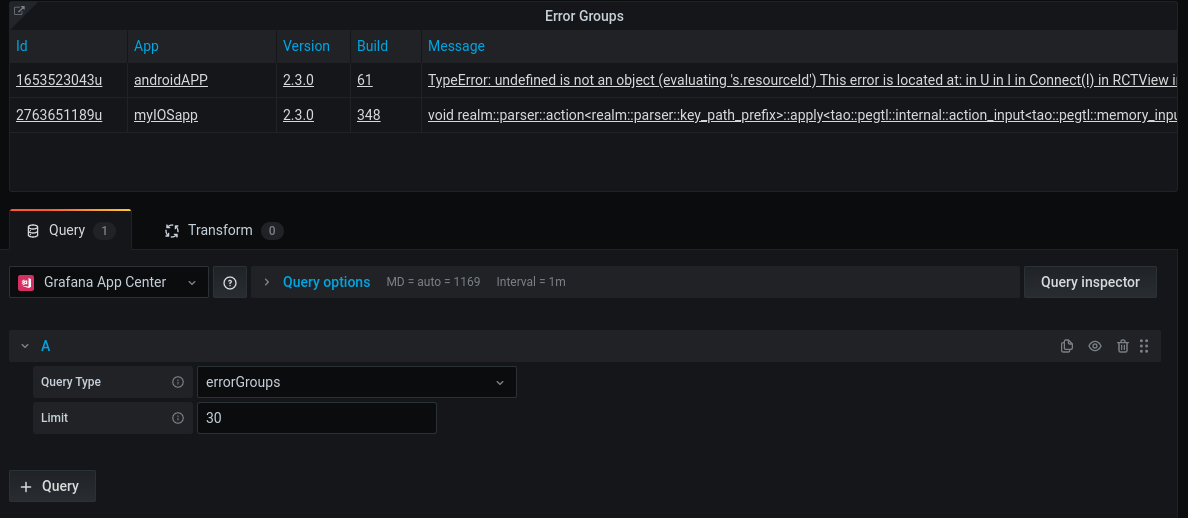 Error Groups
Id App Version Build Message
1653523043u androidAPP 2.3.0 61 TypeError: undefined is not an object (evaluating 's.resourceId') This error is located at: in U in I in Connect(I) in RCTView
2763651189u myIOSapp 2.3.0 348 void realm::parser::action<realm::parser::key_path_prefix>::apply<tao::pegtl::internal::action_input<tao::pegtl::memory_inpu
Query 1 Transform 0
Grafana App Center Query options MD = auto = 1169 Interval = 1m Query inspector
A
Query Type errorGroups
Limit 30
+ Query